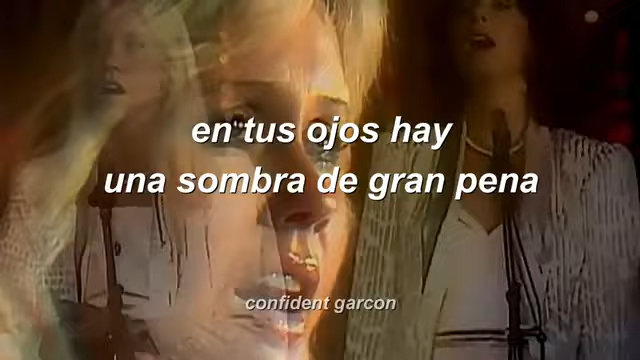 en tus ojos hay
una sombra de gran pena
confident garcon